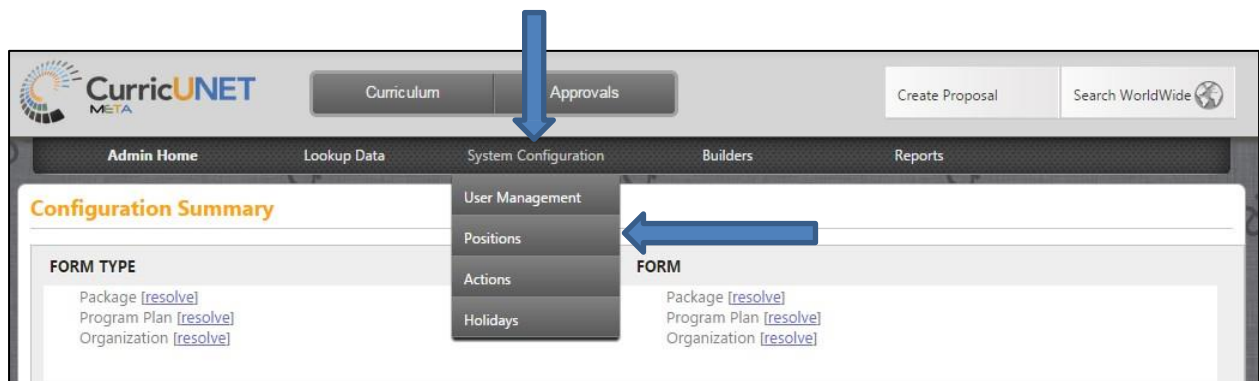 CurricUNET
META
Curriculum Approvals Create Proposal Search WorldWide
Admin Home Lookup Data System Configuration Builders Reports
User Management
Positions
Actions
Holidays
Configuration Summary
FORM TYPE
Package [resolve]
Program Plan [resolve]
Organization [resolve]
FORM
Package [resolve]
Program Plan [resolve]
Organization [resolve]